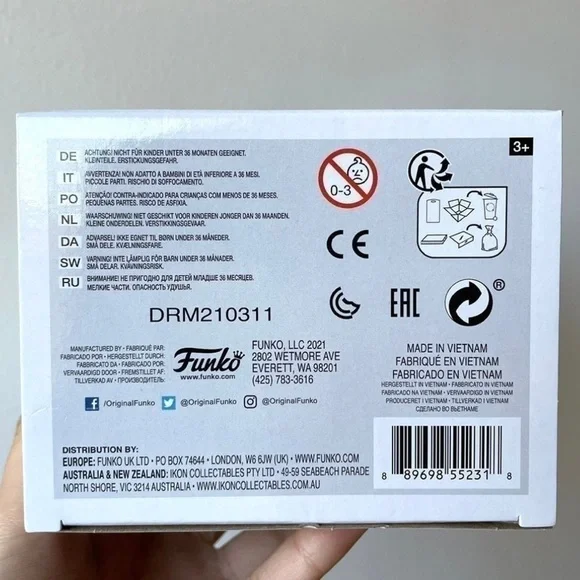 3+
DE ACHTUNG! NICHT FÜR KINDER UNTER 36 MONATEN GEEIGNET.
KLEINTEILE. ERSTICKUNGSGEFAHR.
IT AVVERTENZA! NON ADATTO A BAMBINI DI ETÀ INFERIORE A 36 MESI.
PICCOLE PARTI. RISCHIO DI SOFFOCAMENTO.
PO ATENÇÃO! CONTRA-INDICADO PARA CRIANÇAS COM MENOS DE 36 MESES.
PEQUENAS PARTES. RISCO DE ASFIXIA.
NL WAARSCHUWING! NIET GESCHIKT VOOR KINDEREN JONGER DAN 36 MAANDEN.
KLEINE ONDERDELEN. VERSTIKKINGSGEVAAR.
DA ADVARSEL! IKKE EGNET TIL BØRN UNDER 36 MÅNEDER.
SMÅ DELE. KVÆLNINGSFARE.
SW VARNING! INTE LÄMPLIG FÖR BARN UNDER 36 MÅNADER.
SMÅ DELAR. KVÄVNINGSRISK.
RU ВНИМАНИЕ! НЕ ПРИГОДНО ДЛЯ ДЕТЕЙ МЛАДШЕ 36 МЕСЯЦЕВ.
МЕЛКИЕ ЧАСТИ. ОПАСНОСТЬ УДУШЬЯ.
0-3
CE
EAC
®
DRM210311
MANUFACTURED BY • FABRIQUÉ PAR:
FABRICADO POR • HERGESTELLT DURCH:
FABBRICATO DA • FABRICADO POR:
VERVAARDIGD DOOR • FREMSTILLET AF:
TILLVERKAD AV • ПРОИЗВОДИТЕЛЬ:
Funko
www.funko.com
FUNKO, LLC 2021
2802 WETMORE AVE
EVERETT, WA 98201
(425) 783-3616
/OriginalFunko @OriginalFunko @OriginalFunko
MADE IN VIETNAM
FABRIQUÉ EN VIETNAM
FABRICADO EN VIETNAM
HERGESTELLT IN VIETNAM • FABBRICATO IN VIETNAM
FABRICADO NA VIETNAM • VERVAARDIGD IN VIETNAM
PRODUCERET I VIETNAM • TILLVERKAD I VIETNAM
СДЕЛАНО ВО ВЬЕТНАМЕ
DISTRIBUTION BY:
EUROPE: FUNKO UK LTD • PO BOX 74644 • LONDON, W6 6JW (UK) • WWW.FUNKO.COM
AUSTRALIA & NEW ZEALAND: IKON COLLECTABLES PTY LTD • 49-59 SEABEACH PARADE
NORTH SHORE, VIC 3214 AUSTRALIA • WWW.IKONCOLLECTABLES.COM.AU
8 89698 55231 8